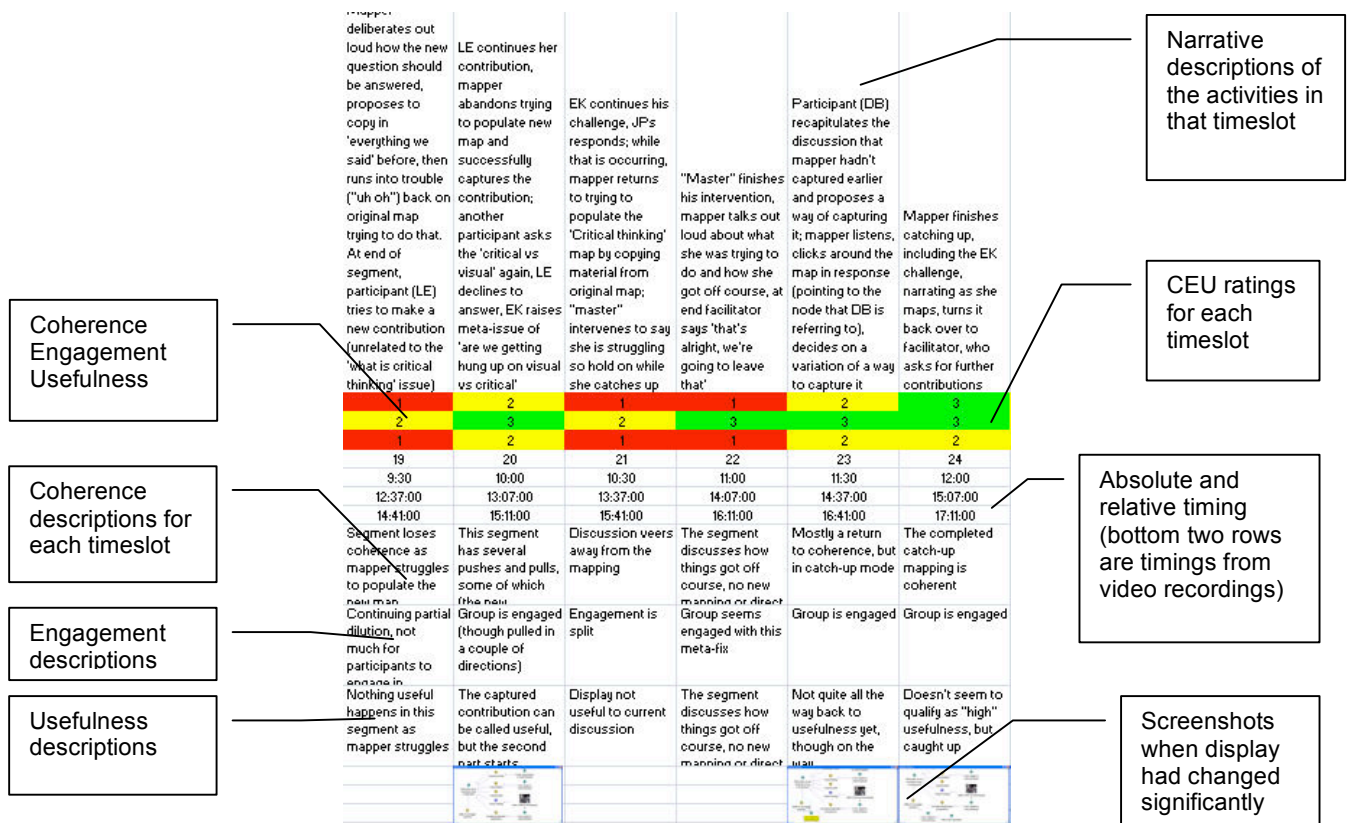 Mapper
deliberates out
loud how the new
question should
be answered,
proposes to
copy in
'everything we
said' before, then
runs into trouble
("uh oh") back on
original map
trying to do that.
At end of
segment,
participant (LE)
tries to make a
new contribution
(unrelated to the
'what is critical
thinking' issue)
LE continues her
contribution,
mapper
abandons trying
to populate new
map and
successfully
captures the
contribution;
another
participant asks
the 'critical vs
visual' again, LE
declines to
answer, EK raises
meta-issue of
'are we getting
hung up on visual
vs critical'
EK continues his
challenge, JPs
responds; while
that is occurring,
mapper returns
to trying to
populate the
'Critical thinking'
map by copying
material from
original map;
"master"
intervenes to say
she is struggling
so hold on while
she catches up
"Master" finishes
his intervention,
mapper talks out
loud about what
she was trying to
do and how she
got off course, at
end facilitator
says 'that's
alright, we're
going to leave
that'
Participant (DB)
recapitulates the
discussion that
mapper hadn't
captured earlier
and proposes a
way of capturing
it; mapper listens,
clicks around the
map in response
(pointing to the
node that DB is
referring to),
decides on a
variation of a way
to capture it
Mapper finishes
catching up,
including the EK
challenge,
narrating as she
maps, turns it
back over to
facilitator, who
asks for further
contributions
1 2 1 1 2 3
2 3 2 3 3 3
1 2 1 1 2 2
19 20 21 22 23 24
9:30 10:00 10:30 11:00 11:30 12:00
12:37:00 13:07:00 13:37:00 14:07:00 14:37:00 15:07:00
14:41:00 15:11:00 15:41:00 16:11:00 16:41:00 17:11:00
Segment loses
coherence as
mapper struggles
to populate the
new map
This segment
has several
pushes and pulls,
some of which
(the new
Discussion veers
away from the
mapping
The segment
discusses how
things got off
course, no new
mapping or direct
Mostly a return
to coherence, but
in catch-up mode
The completed
catch-up
mapping is
coherent
Continuing partial
dilution, not
much for
participants to
engage in
Group is engaged
(though pulled in
a couple of
directions)
Engagement is
split
Group seems
engaged with this
meta-fix
Group is engaged
Group is engaged
Nothing useful
happens in this
segment as
mapper struggles
The captured
contribution can
be called useful,
but the second
part starts
Display not
useful to current
discussion
The segment
discusses how
things got off
course, no new
mapping or direct
Not quite all the
way back to
usefulness yet,
though on the
way
Doesn't seem to
qualify as "high"
usefulness, but
caught up
Coherence
Engagement
Usefulness
Coherence
descriptions for
each timeslot
Engagement
descriptions
Usefulness
descriptions
Narrative
descriptions of
the activities in
that timeslot
CEU ratings
for each
timeslot
Absolute and
relative timing
(bottom two rows
are timings from
video recordings)
Screenshots
when display
had changed
significantly